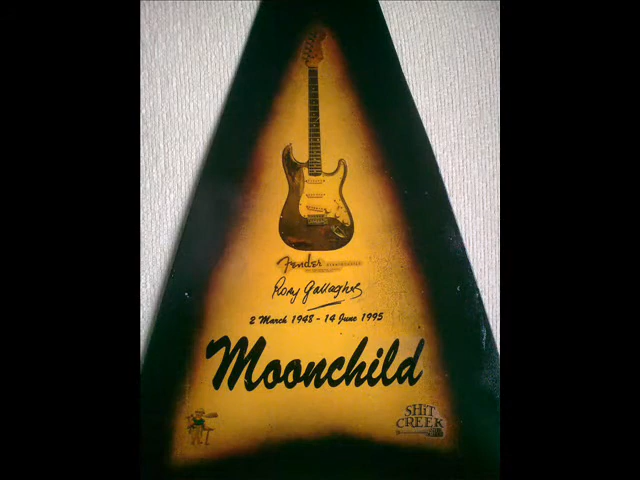 Fender
Rory Gallagher
2 March 1948 - 14 June 1995
Moonchild
SHiT
CREEK